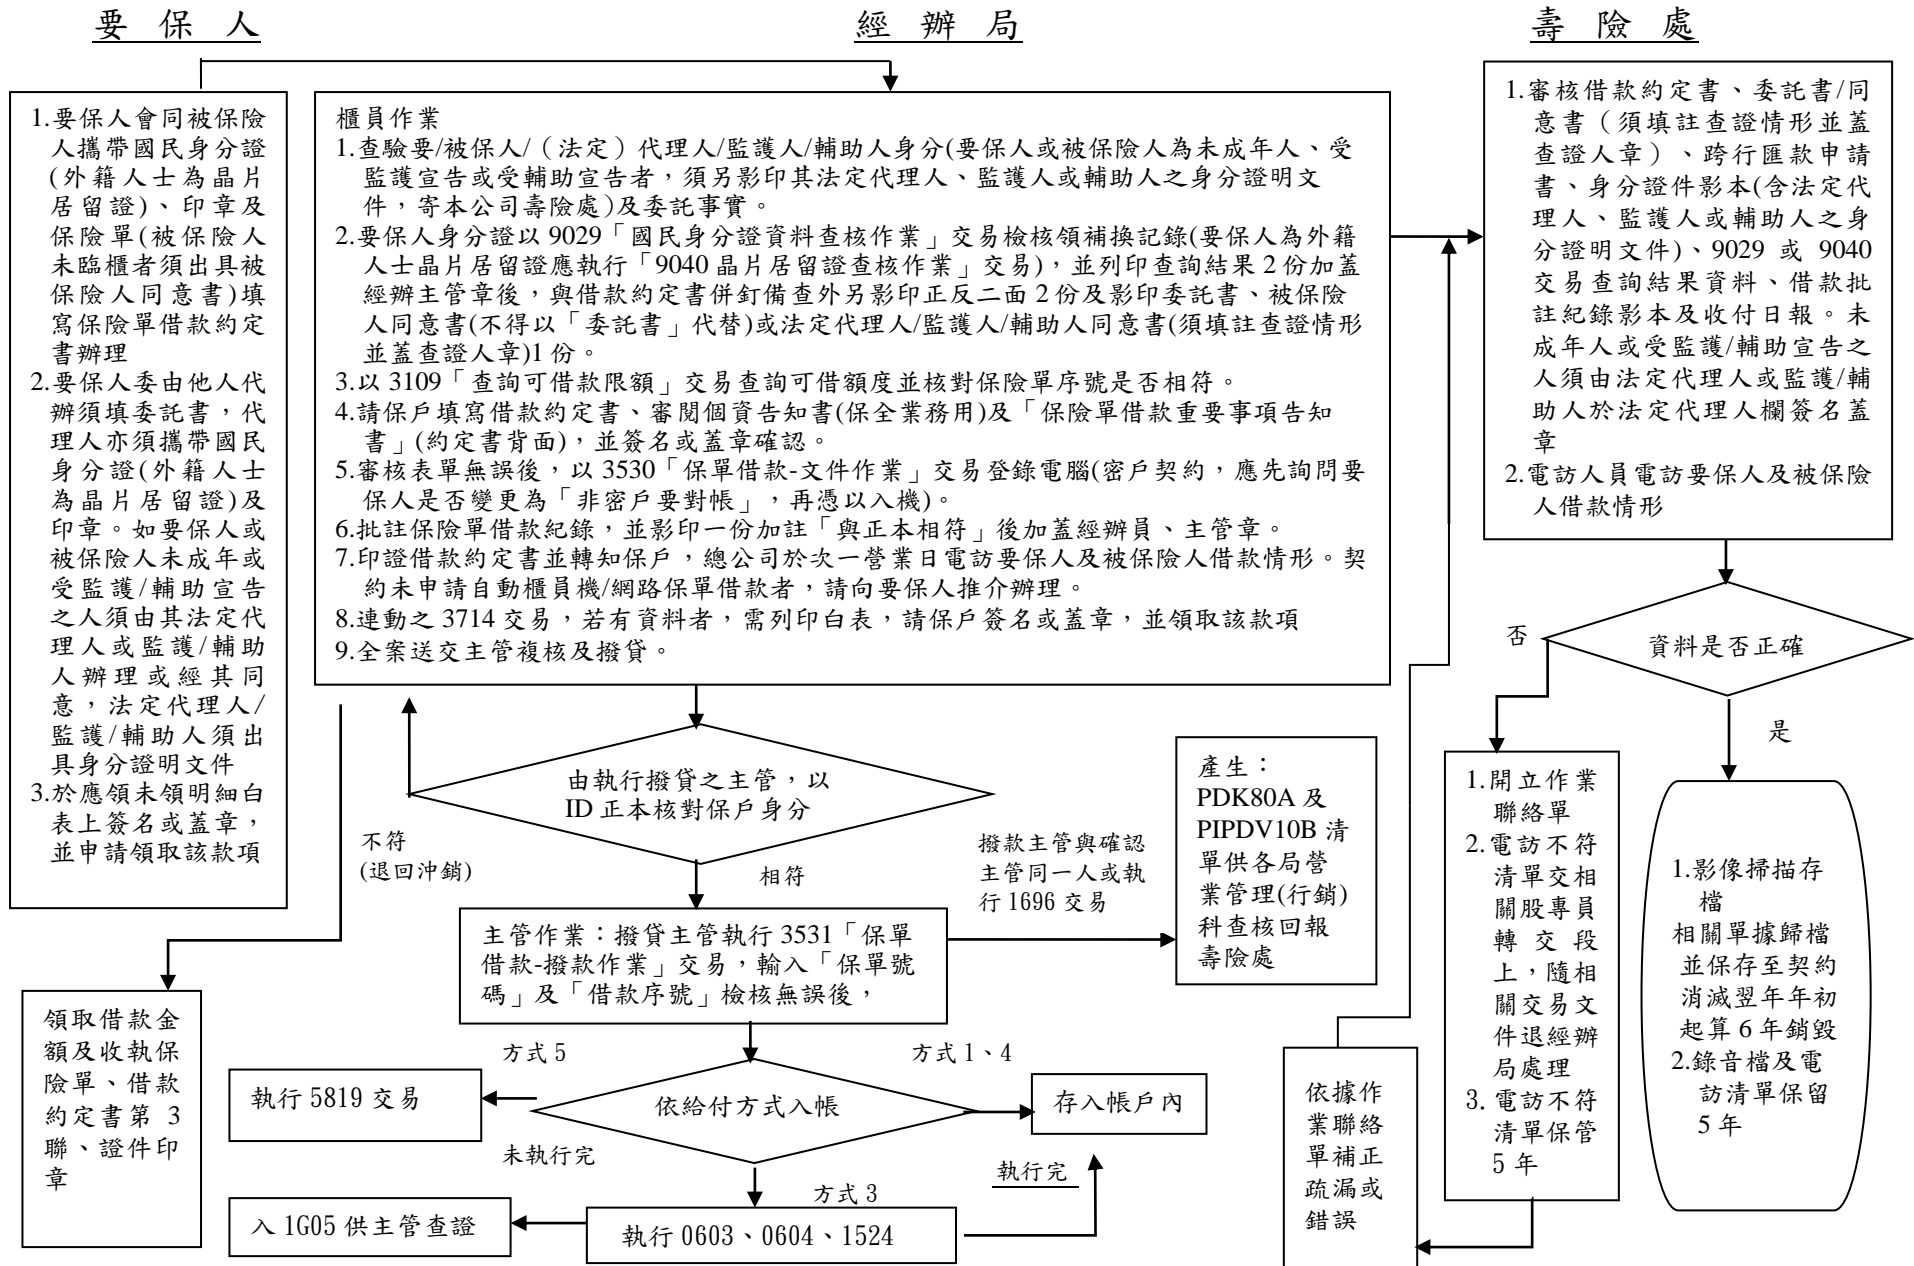 要保人
經辦局
壽險處
1.要保人會同被保險
人攜帶國民身分證
(外籍人士為晶片
居留證)、印章及
保險單(被保險人
未臨櫃者須出具被
保險人同意書)填
寫保險單借款約定
書辦理
2.要保人委由他人代
辦須填委託書，代
理人亦須攜帶國民
身分證(外籍人士
為晶片居留證)及
印章。如要保人或
被保險人未成年或
受監護/輔助宣告
之人須由其法定代
理人或監護/輔助
人辦理或經其同
意，法定代理人/
監護/輔助人須出
具身分證明文件
3.於應領未領明細白
表上簽名或蓋章，
並申請領取該款項
櫃員作業
1.查驗要/被保人/（法定）代理人/監護人/輔助人身分(要保人或被保險人為未成年人、受
監護宣告或受輔助宣告者，須另影印其法定代理人、監護人或輔助人之身分證明文
件，寄本公司壽險處)及委託事實。
2.要保人身分證以 9029「國民身分證資料查核作業」交易檢核領補換記錄(要保人為外籍
人士晶片居留證應執行「9040 晶片居留證查核作業」交易)，並列印查詢結果 2 份加蓋
經辦主管章後，與借款約定書併釘備查外另影印正反二面 2 份及影印委託書、被保險
人同意書(不得以「委託書」代替)或法定代理人/監護人/輔助人同意書(須填註查證情形
並蓋查證人章)1 份。
3.以 3109「查詢可借款限額」交易查詢可借額度並核對保險單序號是否相符。
4.請保戶填寫借款約定書、審閱個資告知書(保全業務用)及「保險單借款重要事項告知
書」(約定書背面)，並簽名或蓋章確認。
5.審核表單無誤後，以 3530「保單借款-文件作業」交易登錄電腦(密戶契約，應先詢問要
保人是否變更為「非密戶要對帳」，再憑以入機)。
6.批註保險單借款紀錄，並影印一份加註「與正本相符」後加蓋經辦員、主管章。
7.印證借款約定書並轉知保戶，總公司於次一營業日電訪要保人及被保險人借款情形。契
約未申請自動櫃員機/網路保單借款者，請向要保人推介辦理。
8.連動之 3714 交易，若有資料者，需列印白表，請保戶簽名或蓋章，並領取該款項
9.全案送交主管複核及撥貸。
1.審核借款約定書、委託書/同
意書（須填註查證情形並蓋
查證人章）、跨行匯款申請
書、身分證件影本(含法定代
理人、監護人或輔助人之身
分證明文件)、9029 或 9040
交易查詢結果資料、借款批
註紀錄影本及收付日報。未
成年人或受監護/輔助宣告之
人須由法定代理人或監護/輔
助人於法定代理人欄簽名蓋
章
2.電訪人員電訪要保人及被保險
人借款情形
資料是否正確
否
是
由執行撥貸之主管，以
ID 正本核對保戶身分
不符
(退回沖銷)
相符
撥款主管與確認
主管同一人或執
行 1696 交易
產生：
PDK80A 及
PIPDV10B 清
單供各局營
業管理(行銷)
科查核回報
壽險處
主管作業：撥貸主管執行 3531「保單
借款-撥款作業」交易，輸入「保單號
碼」及「借款序號」檢核無誤後，
領取借款金
額及收執保
險單、借款
約定書第 3
聯、證件印
章
方式 5
方式 1、4
執行 5819 交易
依給付方式入帳
存入帳戶內
未執行完
執行完
方式 3
入 1G05 供主管查證
執行 0603、0604、1524
依據作
業聯絡
單補正
疏漏或
錯誤
1.開立作業
聯絡單
2.電訪不符
清單交相
關股專員
轉交段
上，隨相
關交易文
件退經辦
局處理
3.電訪不符
清單保管
5 年
1.影像掃描存
檔
相關單據歸檔
並保存至契約
消滅翌年年初
起算 6 年銷毀
2.錄音檔及電
訪清單保留
5 年